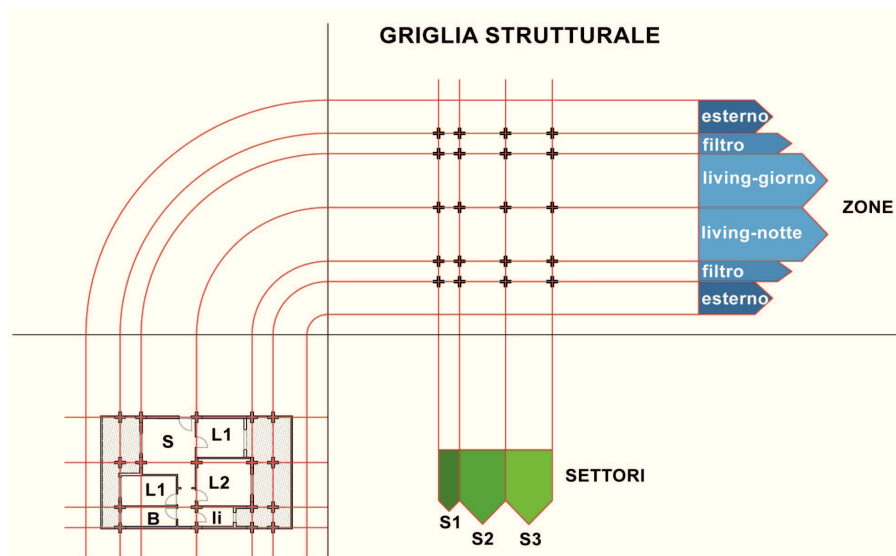 GRIGLIA STRUTTURALE
esterno
filtro
living-giorno
ZONE
living-notte
filtro
esterno
S
L1
L1
L2
B
li
SETTORI
S1
S2
S3